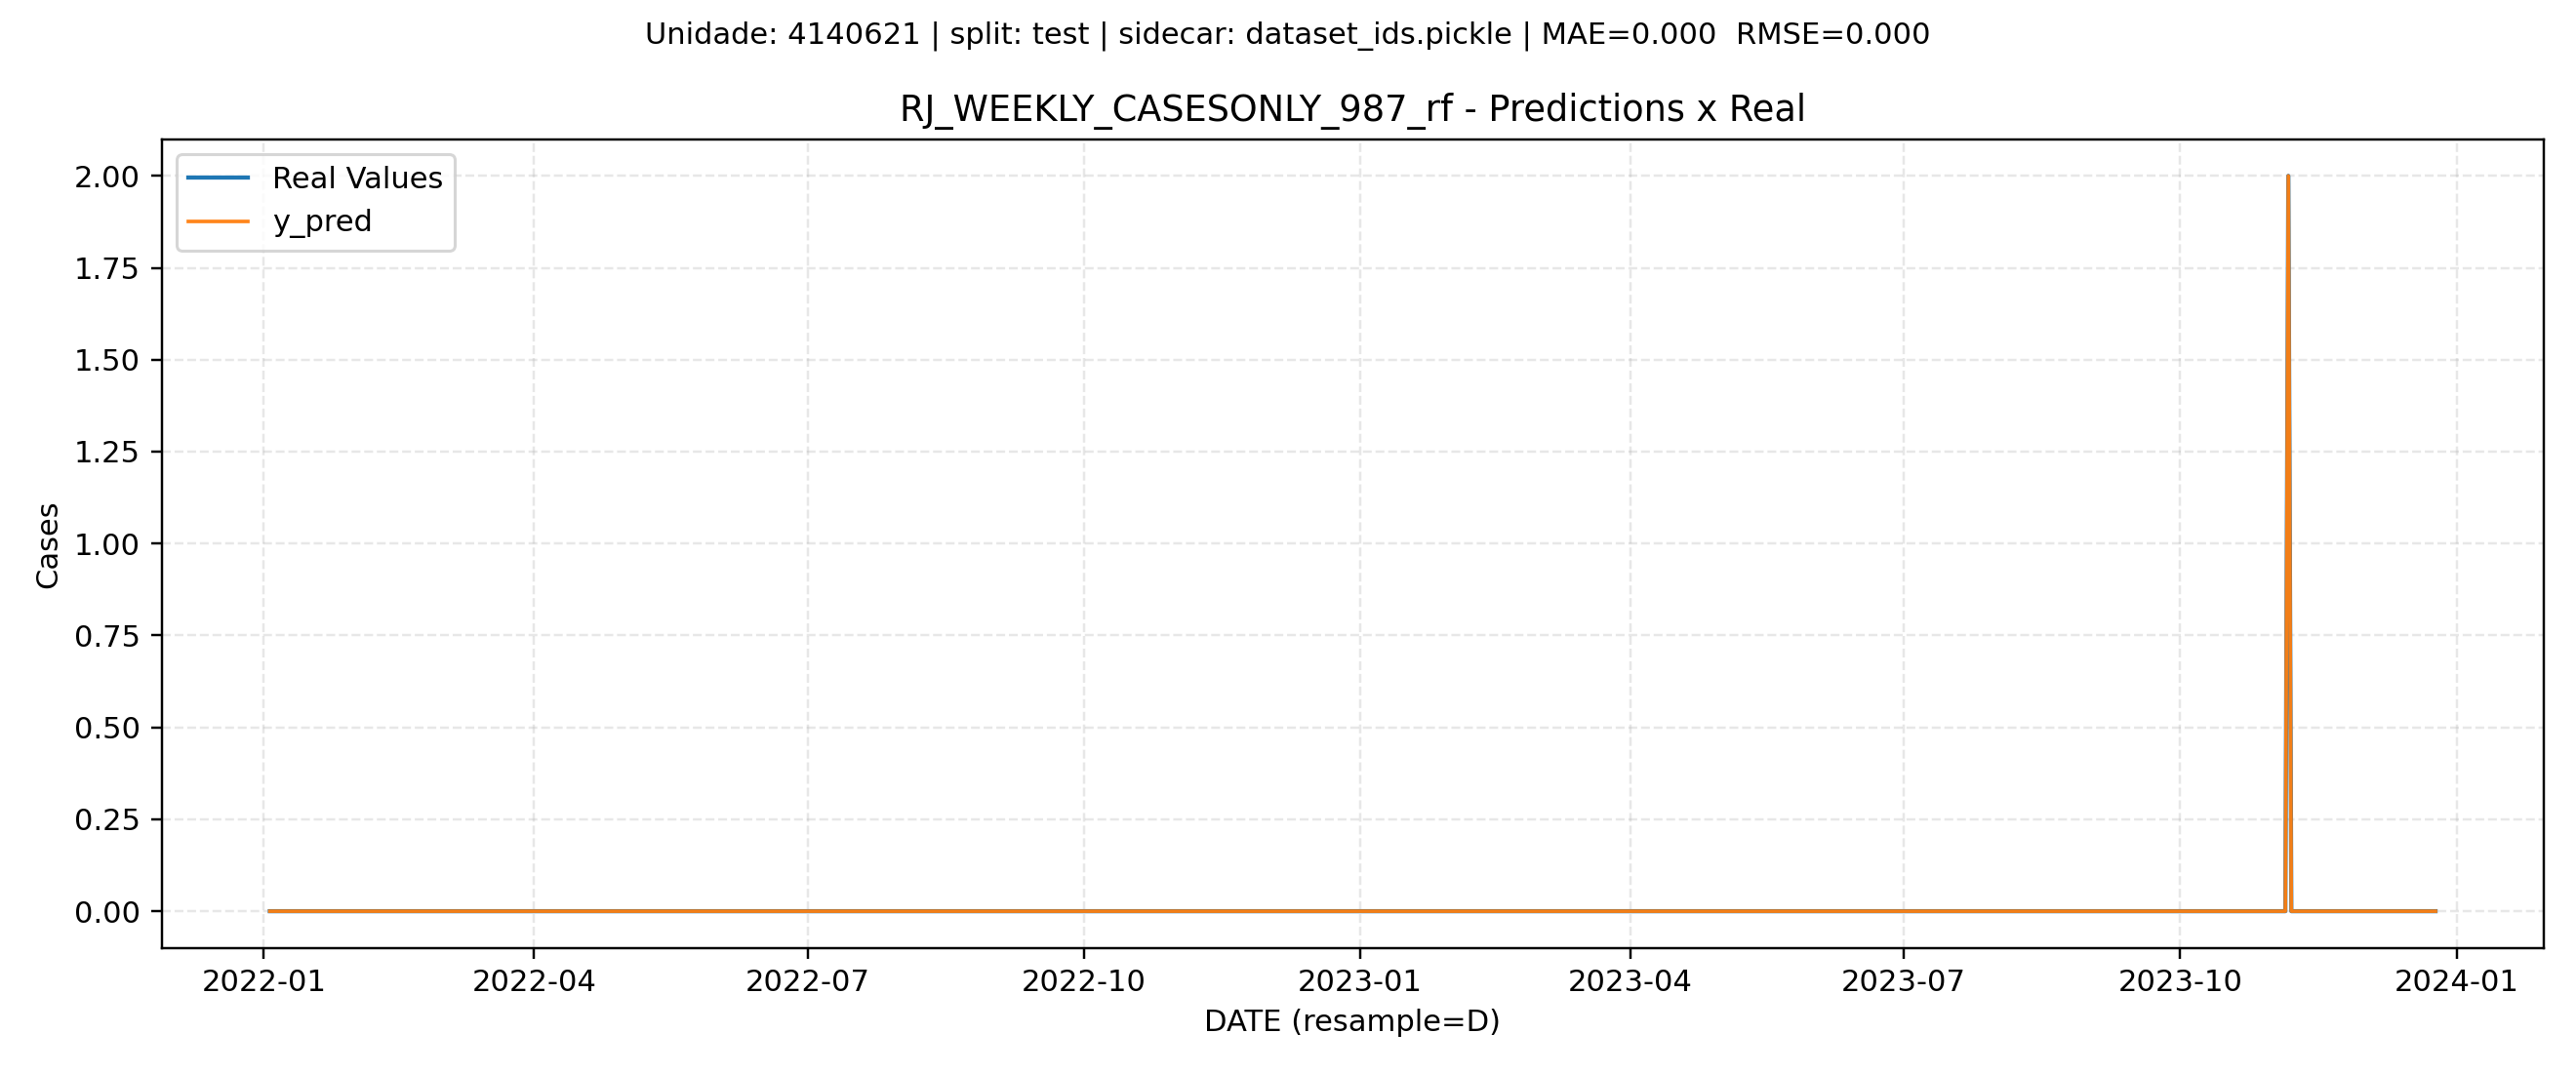 Unidade: 4140621 | split: test | sidecar: dataset_ids.pickle | MAE=0.000  RMSE=0.000
RJ_WEEKLY_CASESONLY_987_rf - Predictions x Real
Real Values
y_pred
2.00
1.75
1.50
1.25
1.00
0.75
0.50
0.25
0.00
Cases
2022-01 2022-04 2022-07 2022-10 2023-01 2023-04 2023-07 2023-10 2024-01
DATE (resample=D)